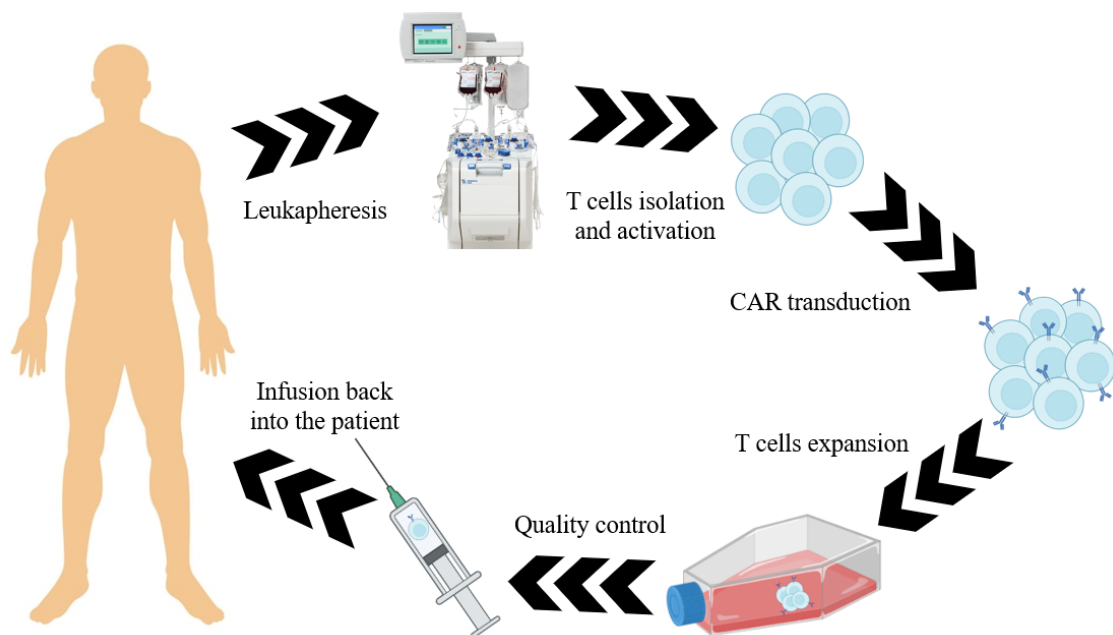 Leukapheresis
T cells isolation
and activation
CAR transduction
T cells expansion
Quality control
Infusion back
into the patient